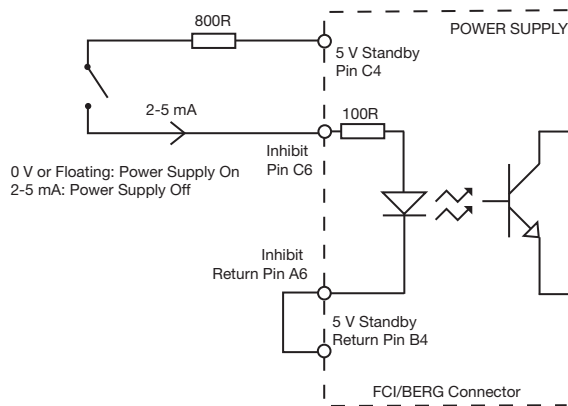 800R
POWER SUPPLY
5 V Standby
Pin C4
2-5 mA
100R
Inhibit
Pin C6
0 V or Floating: Power Supply On
2-5 mA: Power Supply Off
Inhibit
Return Pin A6
5 V Standby
Return Pin B4
FCI/BERG Connector